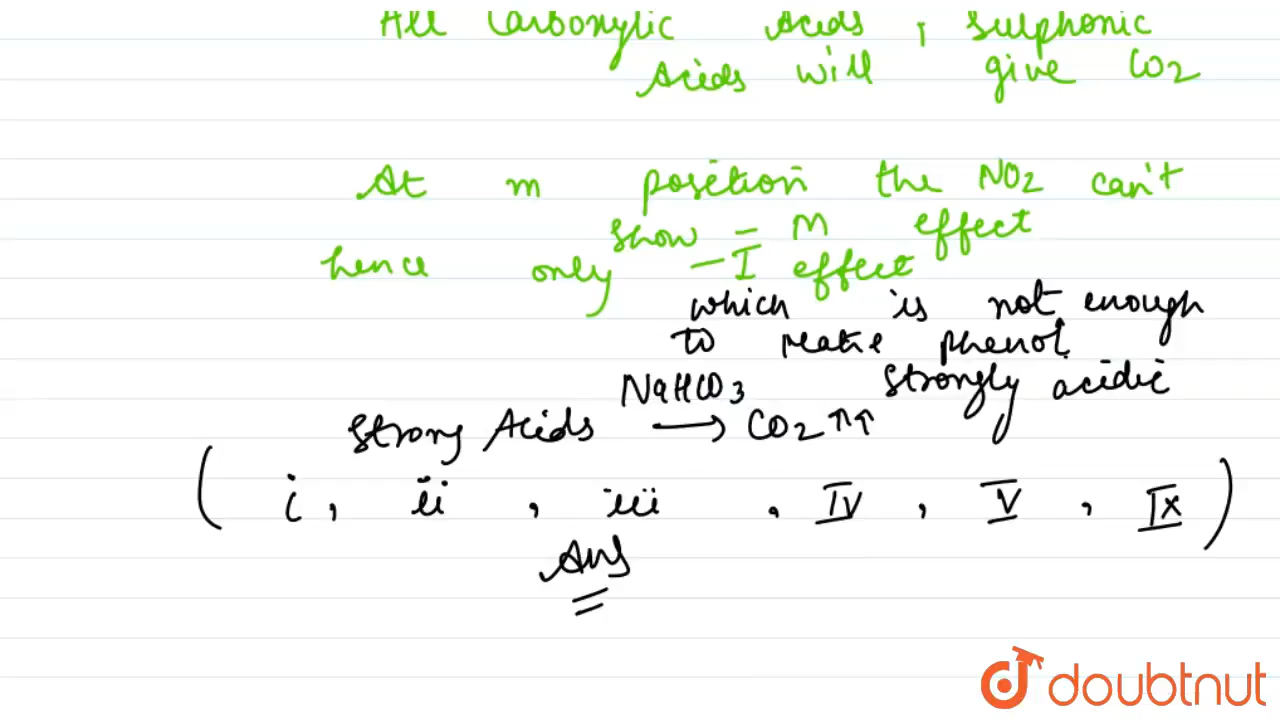 All Carboxylic Acids , Sulphonic
Acids will give CO2
At m position the NO2 can't
show - M effect
hence only - I effect
which is not enough
to make phenol
NaHCO3 strongly acidic
Strong Acids → CO2 ↑↑
( i, ii , iii , IV , V , IX )
Ans
doubtnut